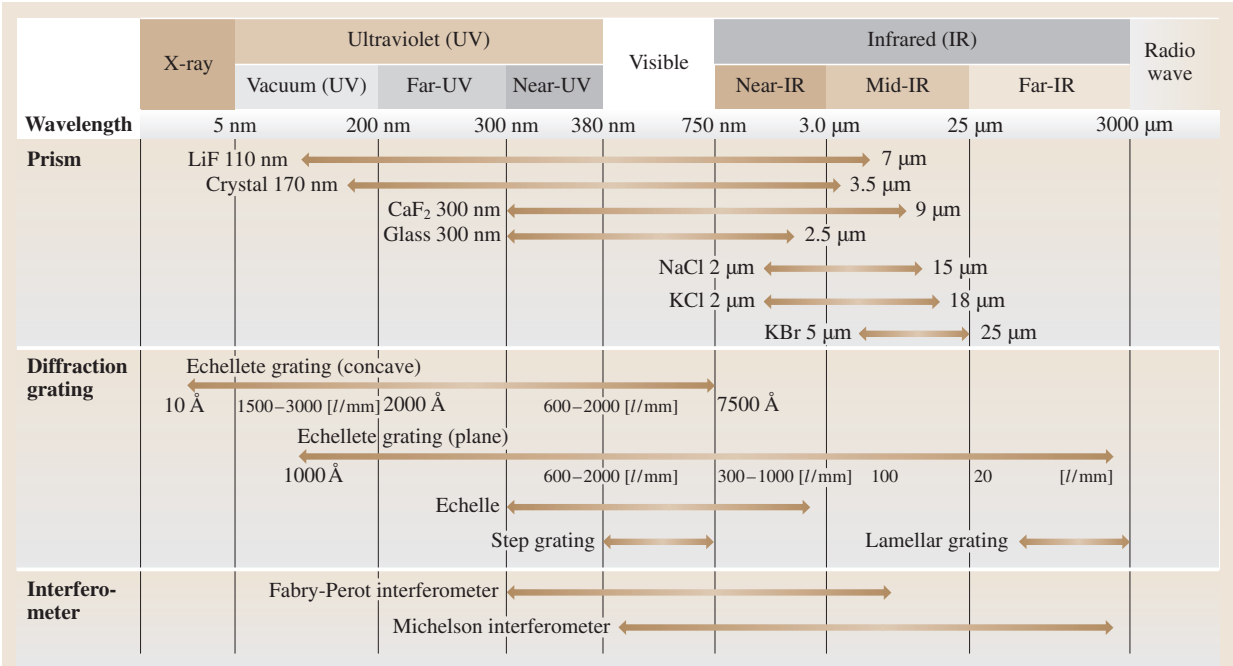 X-ray
Ultraviolet (UV)
Visible
Infrared (IR)
Radio
wave
Vacuum (UV) Far-UV Near-UV Near-IR Mid-IR Far-IR
Wavelength 5 nm 200 nm 300 nm 380 nm 750 nm 3.0 µm 25 µm 3000 µm
Prism
LiF 110 nm 7 µm
Crystal 170 nm 3.5 µm
CaF₂ 300 nm 9 µm
Glass 300 nm 2.5 µm
NaCl 2 µm 15 µm
KCl 2 µm 18 µm
KBr 5 µm 25 µm
Diffraction
grating
Echellete grating (concave)
10 Å 1500–3000 [l/mm] 2000 Å 600–2000 [l/mm] 7500 Å
Echellete grating (plane)
1000 Å 600–2000 [l/mm] 300–1000 [l/mm] 100 20 [l/mm]
Echelle
Step grating Lamellar grating
Interfero-
meter
Fabry-Perot interferometer
Michelson interferometer